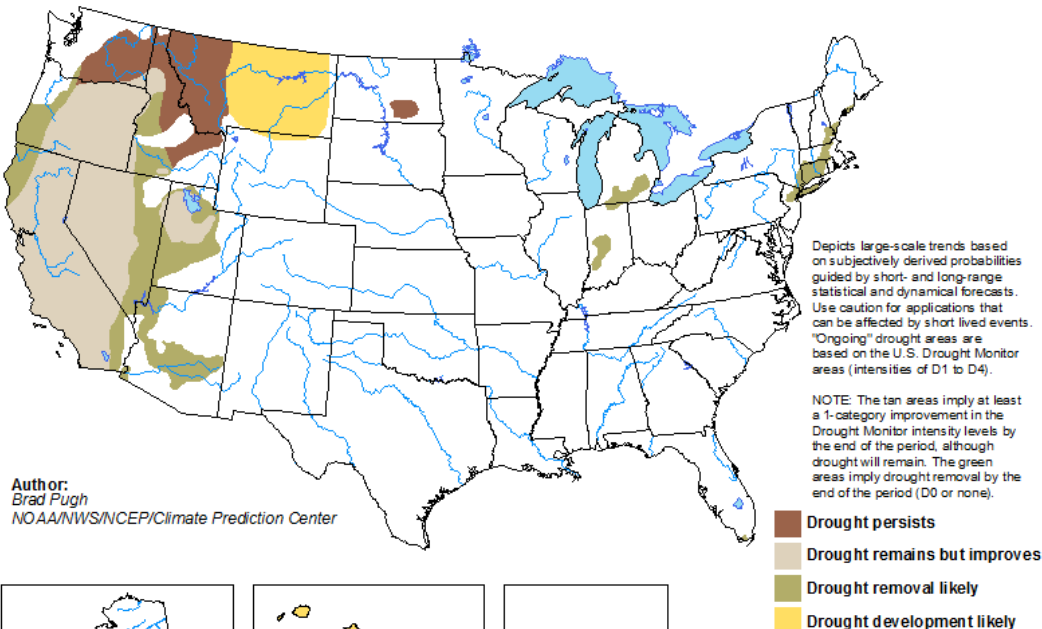 Depicts large-scale trends based
on subjectively derived probabilities
guided by short- and long-range
statistical and dynamical forecasts.
Use caution for applications that
can be affected by short lived events.
"Ongoing" drought areas are
based on the U.S. Drought Monitor
areas (intensities of D1 to D4).
NOTE: The tan areas imply at least
a 1-category improvement in the
Drought Monitor intensity levels by
the end of the period, although
drought will remain. The green
areas imply drought removal by the
end of the period (D0 or none).
Author:
Brad Pugh
NOAA/NWS/NCEP/Climate Prediction Center
Drought persists
Drought remains but improves
Drought removal likely
Drought development likely